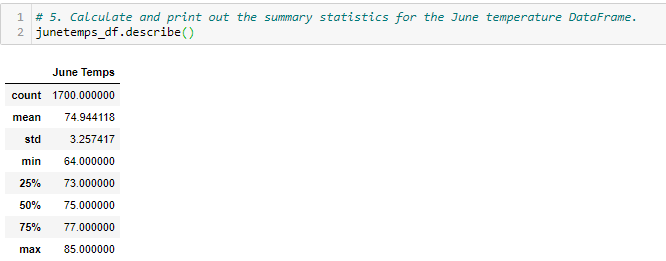 1 # 5. Calculate and print out the summary statistics for the June temperature DataFrame.
2 junetemps_df.describe()
June Temps
count 1700.000000
mean 74.944118
std 3.257417
min 64.000000
25% 73.000000
50% 75.000000
75% 77.000000
max 85.000000